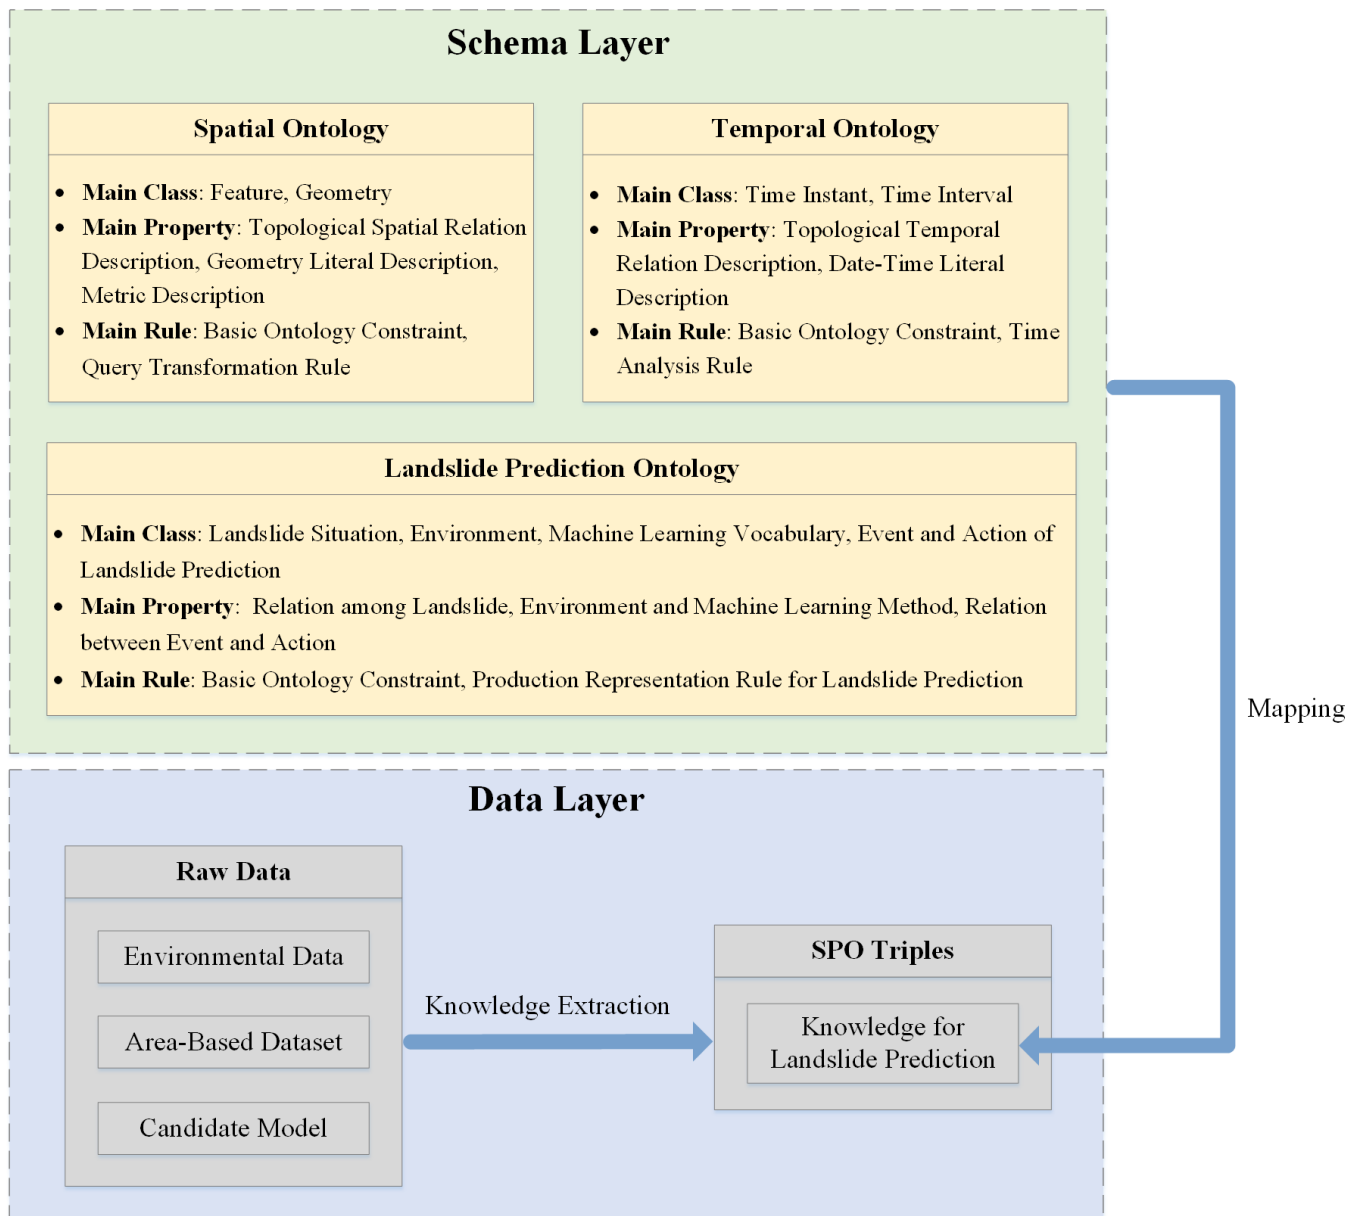 Schema Layer
Spatial Ontology
• Main Class: Feature, Geometry
• Main Property: Topological Spatial Relation
Description, Geometry Literal Description,
Metric Description
• Main Rule: Basic Ontology Constraint,
Query Transformation Rule
Temporal Ontology
• Main Class: Time Instant, Time Interval
• Main Property: Topological Temporal
Relation Description, Date-Time Literal
Description
• Main Rule: Basic Ontology Constraint, Time
Analysis Rule
Landslide Prediction Ontology
• Main Class: Landslide Situation, Environment, Machine Learning Vocabulary, Event and Action of
Landslide Prediction
• Main Property: Relation among Landslide, Environment and Machine Learning Method, Relation
between Event and Action
• Main Rule: Basic Ontology Constraint, Production Representation Rule for Landslide Prediction
Mapping
Data Layer
Raw Data
Environmental Data
Area-Based Dataset
Candidate Model
Knowledge Extraction
SPO Triples
Knowledge for
Landslide Prediction